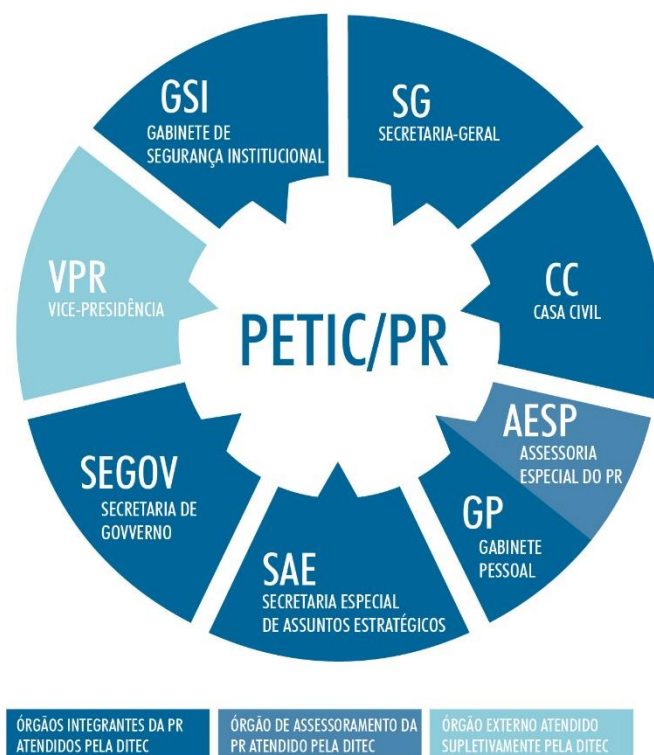 GSI
GABINETE DE
SEGURANÇA INSTITUCIONAL
SG
SECRETARIA-GERAL
VPR
VICE-PRESIDÊNCIA
CC
CASA CIVIL
PETIC/PR
AESP
ASSESSORIA
ESPECIAL DO PR
SEGOV
SECRETARIA DE
GOVVERNO
GP
GABINETE
PESSOAL
SAE
SECRETARIA ESPECIAL
DE ASSUNTOS ESTRATÉGICOS
ÓRGÃOS INTEGRANTES DA PR
ATENDIDOS PELA DITEC
ÓRGÃO DE ASSESSORAMENTO DA
PR ATENDIDO PELA DITEC
ÓRGÃO EXTERNO ATENDIDO
SUPLETIVAMENTE PELA DITEC